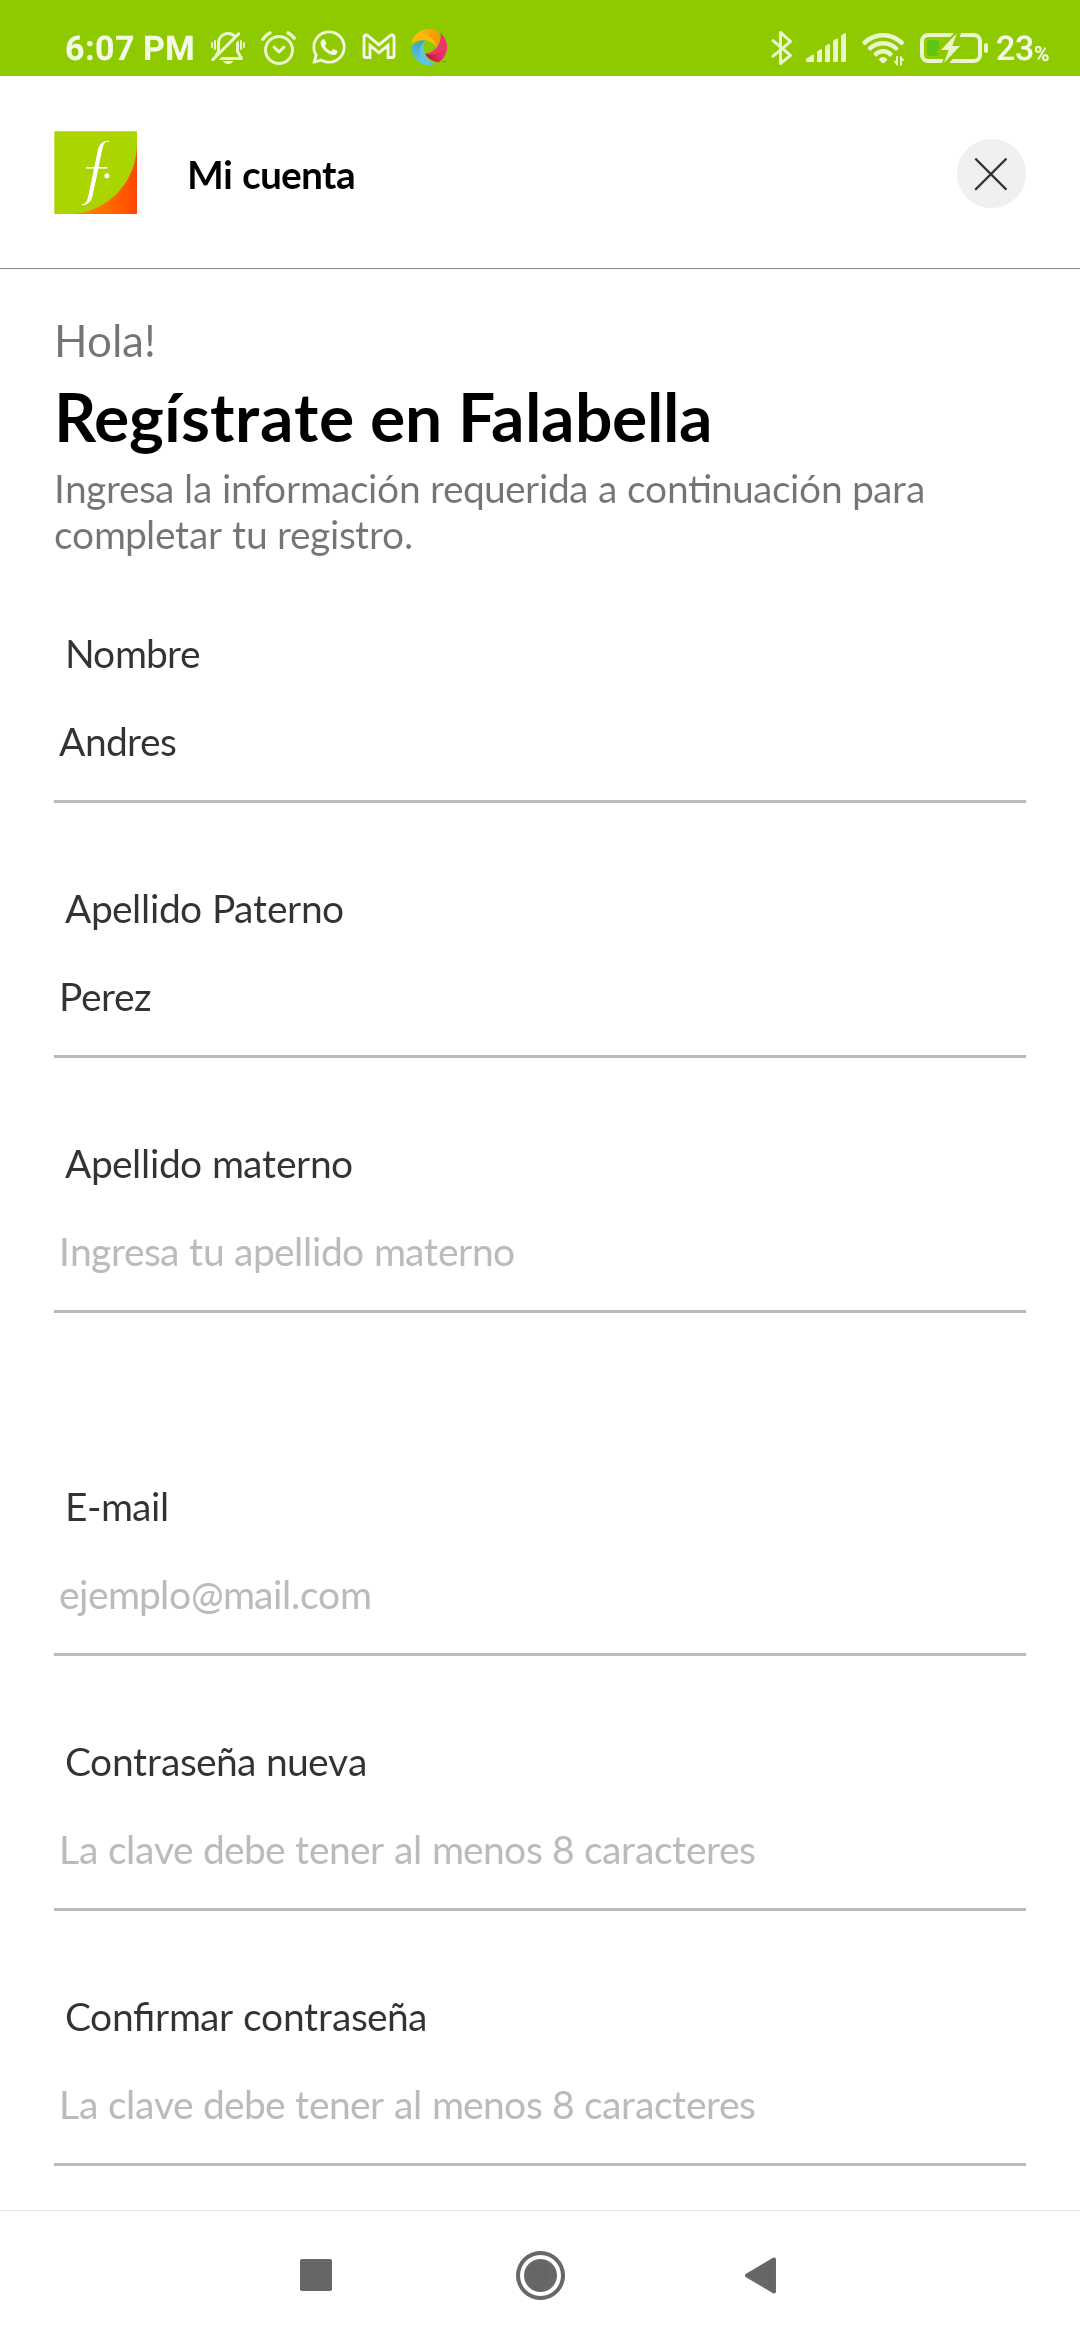 6:07 PM
23%
f.
Mi cuenta
Hola!
Regístrate en Falabella
Ingresa la información requerida a continuación para
completar tu registro.
Nombre
Andres
Apellido Paterno
Perez
Apellido materno
Ingresa tu apellido materno
E-mail
ejemplo@mail.com
Contraseña nueva
La clave debe tener al menos 8 caracteres
Confirmar contraseña
La clave debe tener al menos 8 caracteres